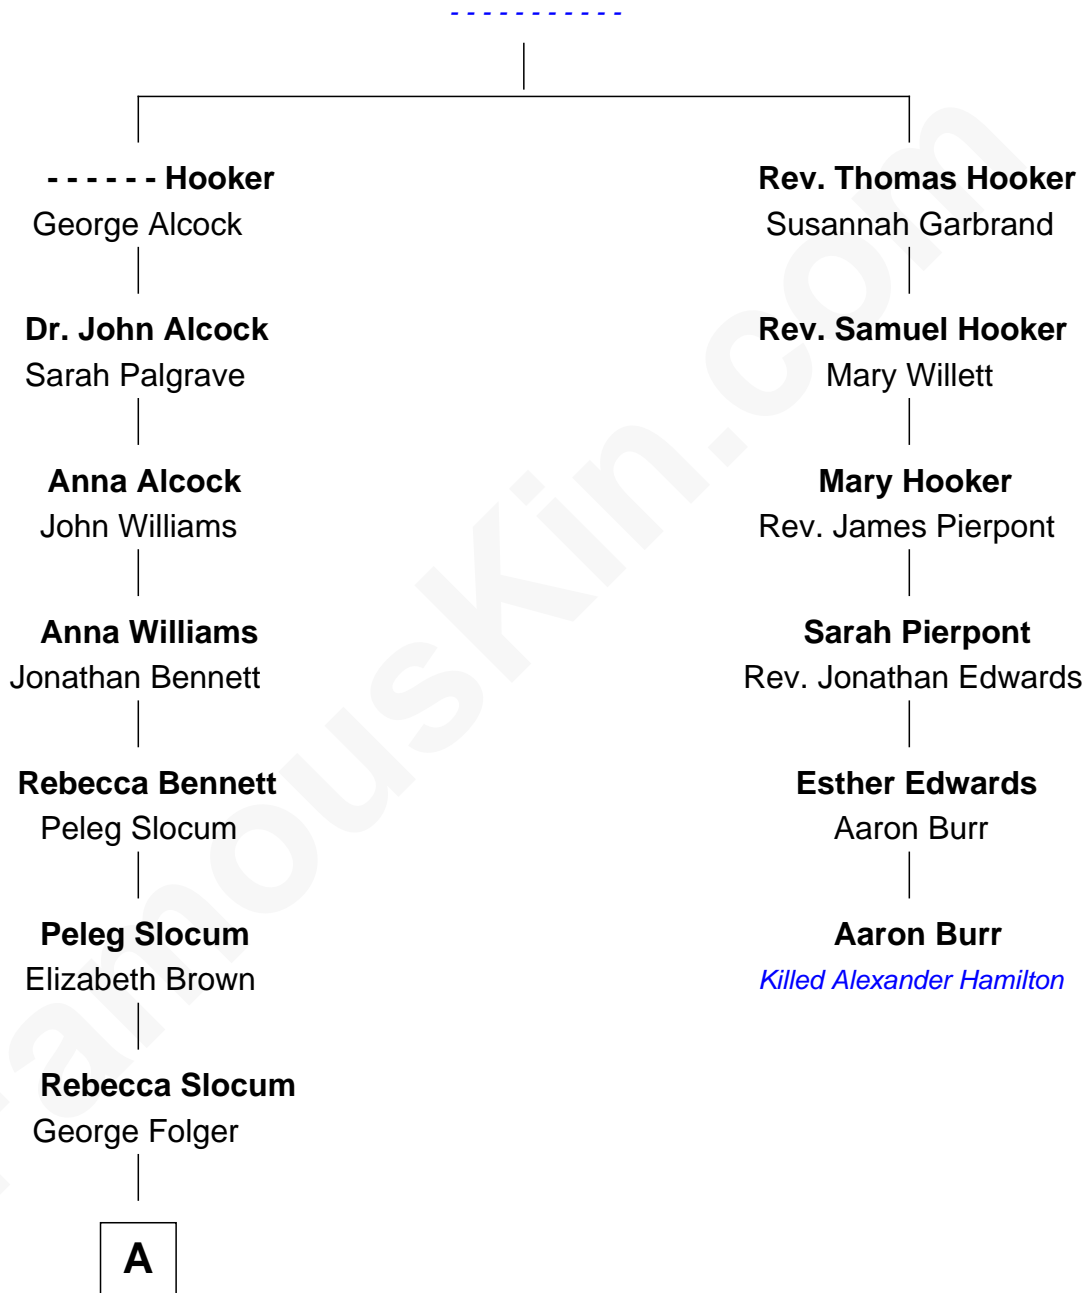 - - - - - - - - - - -
- - - - - - Hooker
George Alcock
Dr. John Alcock
Sarah Palgrave
Anna Alcock
John Williams
Anna Williams
Jonathan Bennett
Rebecca Bennett
Peleg Slocum
Peleg Slocum
Elizabeth Brown
Rebecca Slocum
George Folger
A
Rev. Thomas Hooker
Susannah Garbrand
Rev. Samuel Hooker
Mary Willett
Mary Hooker
Rev. James Pierpont
Sarah Pierpont
Rev. Jonathan Edwards
Esther Edwards
Aaron Burr
Aaron Burr
Killed Alexander Hamilton
FamousKin.com